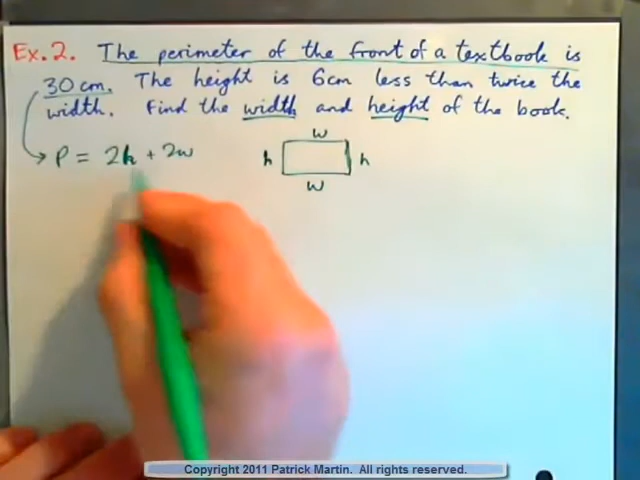 Ex. 2. The perimeter of the front of a textbook is
30 cm. The height is 6cm less than twice the
width. Find the width and height of the book.
w
P = 2h + 2w
h
h
w
Copyright 2011 Patrick Martin. All rights reserved.